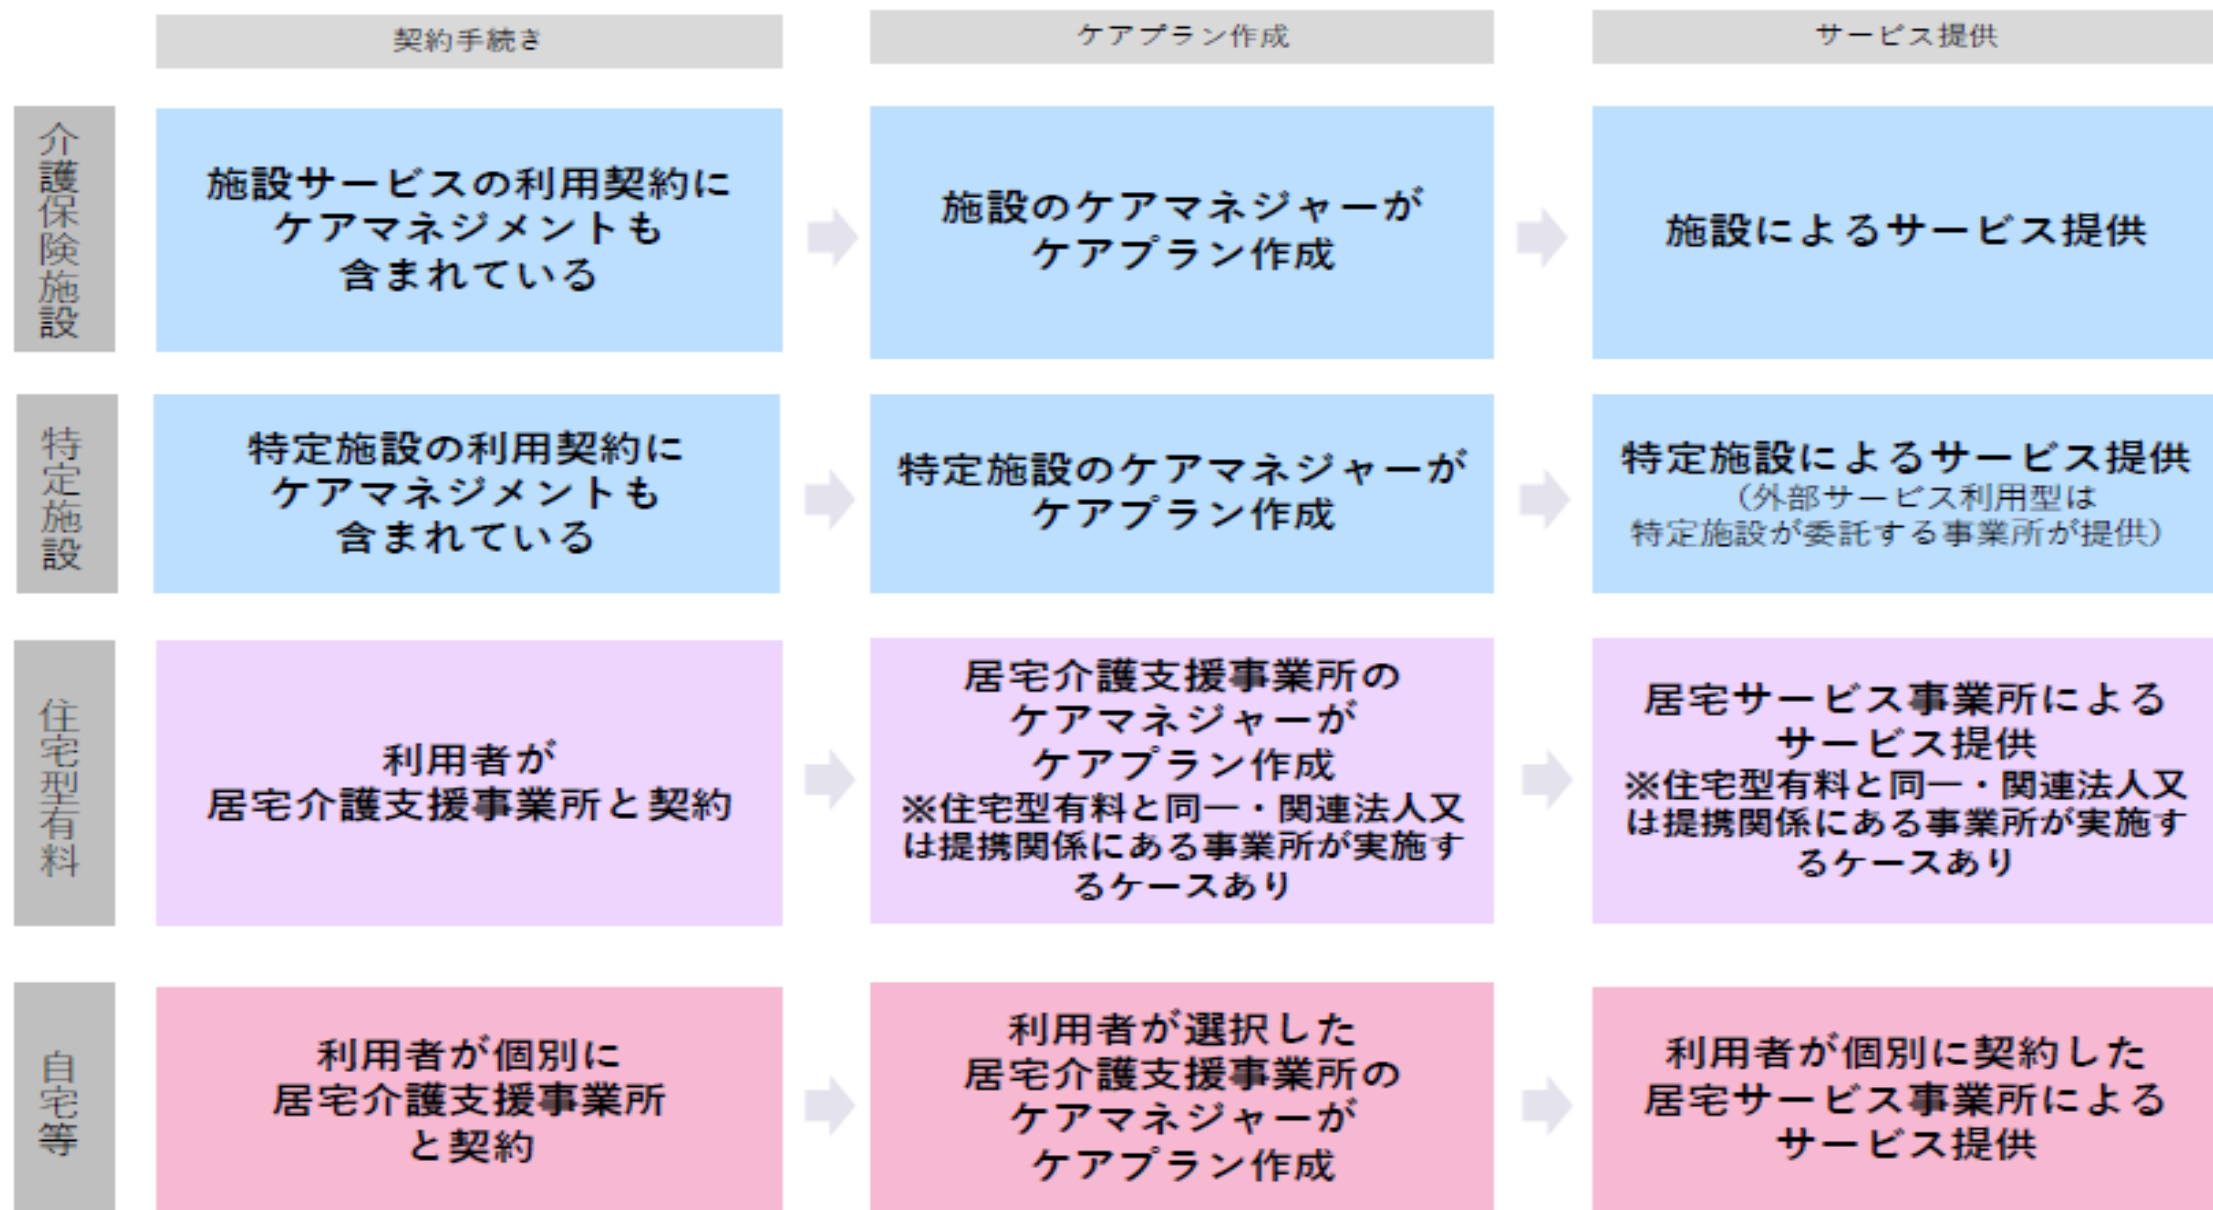 契約手続き
ケアプラン作成
サービス提供
介護保険施設
施設サービスの利用契約に
ケアマネジメントも
含まれている
施設のケアマネジャーが
ケアプラン作成
施設によるサービス提供
特定施設
特定施設の利用契約に
ケアマネジメントも
含まれている
特定施設のケアマネジャーが
ケアプラン作成
特定施設によるサービス提供
（外部サービス利用型は
特定施設が委託する事業所が提供）
住宅型有料
利用者が
居宅介護支援事業所と契約
居宅介護支援事業所の
ケアマネジャーが
ケアプラン作成
※住宅型有料と同一・関連法人又
は提携関係にある事業所が実施す
るケースあり
居宅サービス事業所による
サービス提供
※住宅型有料と同一・関連法人又
は提携関係にある事業所が実施す
るケースあり
自宅等
利用者が個別に
居宅介護支援事業所
と契約
利用者が選択した
居宅介護支援事業所の
ケアマネジャーが
ケアプラン作成
利用者が個別に契約した
居宅サービス事業所による
サービス提供